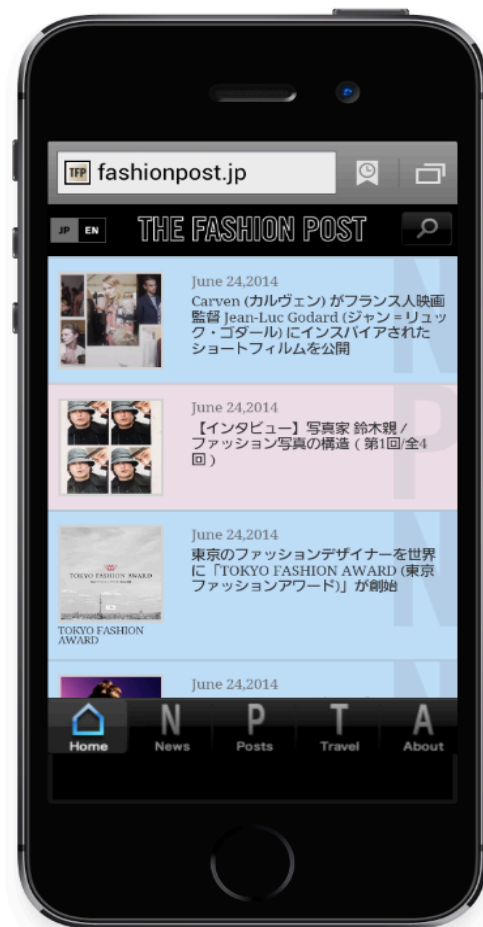 TFP fashionpost.jp
JP EN THE FASHION POST
June 24,2014
Carven (カルヴェン) がフランス人映画
監督 Jean-Luc Godard (ジャン = リュッ
ク・ゴダール) にインスパイアされた
ショートフィルムを公開
N
June 24,2014
【インタビュー】写真家 鈴木親 /
ファッション写真の構造 ( 第1回/全4
回 )
P
June 24,2014
東京のファッションデザイナーを世界
に「TOKYO FASHION AWARD (東京
ファッションアワード)」が創始
N
TOKYO FASHION AWARD
TOKYO FASHION
AWARD
June 24,2014
N
N P T A
Home News Posts Travel About